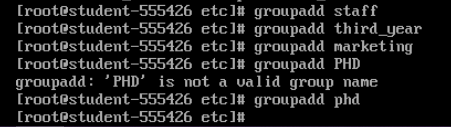 [root@student-555426 etc]# groupadd staff
[root@student-555426 etc]# groupadd third_year
[root@student-555426 etc]# groupadd marketing
[root@student-555426 etc]# groupadd PHD
groupadd: 'PHD' is not a valid group name
[root@student-555426 etc]# groupadd phd
[root@student-555426 etc]#